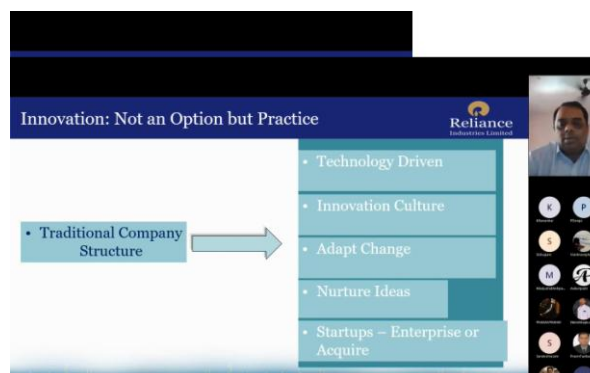 Innovation: Not an Option but Practice
Reliance
Industries Limited
• Traditional Company
Structure
• Technology Driven
• Innovation Culture
• Adapt Change
• Nurture Ideas
• Startups – Enterprise or
Acquire
K
P
S
M
A
S